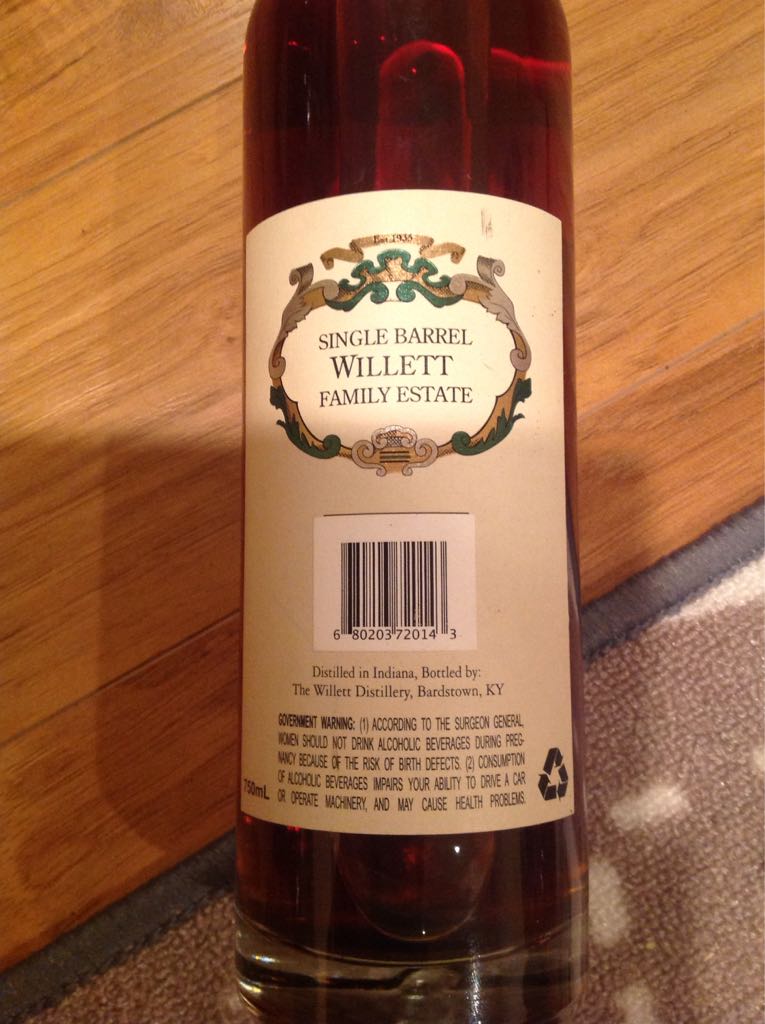 Est. 1935
SINGLE BARREL
WILLETT
FAMILY ESTATE
6 80203 72014 3
Distilled in Indiana, Bottled by:
The Willett Distillery, Bardstown, KY
GOVERNMENT WARNING: (1) ACCORDING TO THE SURGEON GENERAL,
WOMEN SHOULD NOT DRINK ALCOHOLIC BEVERAGES DURING PREG-
NANCY BECAUSE OF THE RISK OF BIRTH DEFECTS. (2) CONSUMPTION
OF ALCOHOLIC BEVERAGES IMPAIRS YOUR ABILITY TO DRIVE A CAR
OR OPERATE MACHINERY, AND MAY CAUSE HEALTH PROBLEMS.
750mL